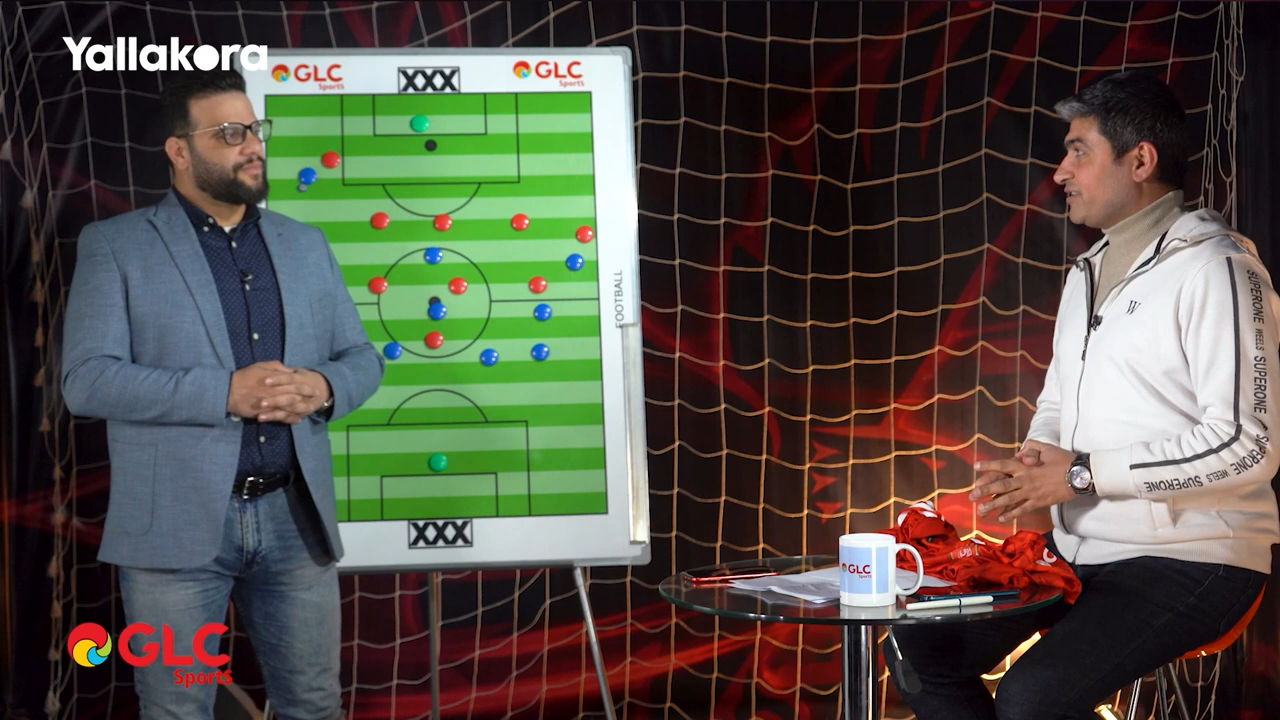 Yallakora
GLC
Sports
XXX
GLC
Sports
FOOTBALL
XXX
W
SUPERONE WEELS SUPERONE
SUPERONE WEELS SUPERONE
GLC
Sports
GLC
Sports